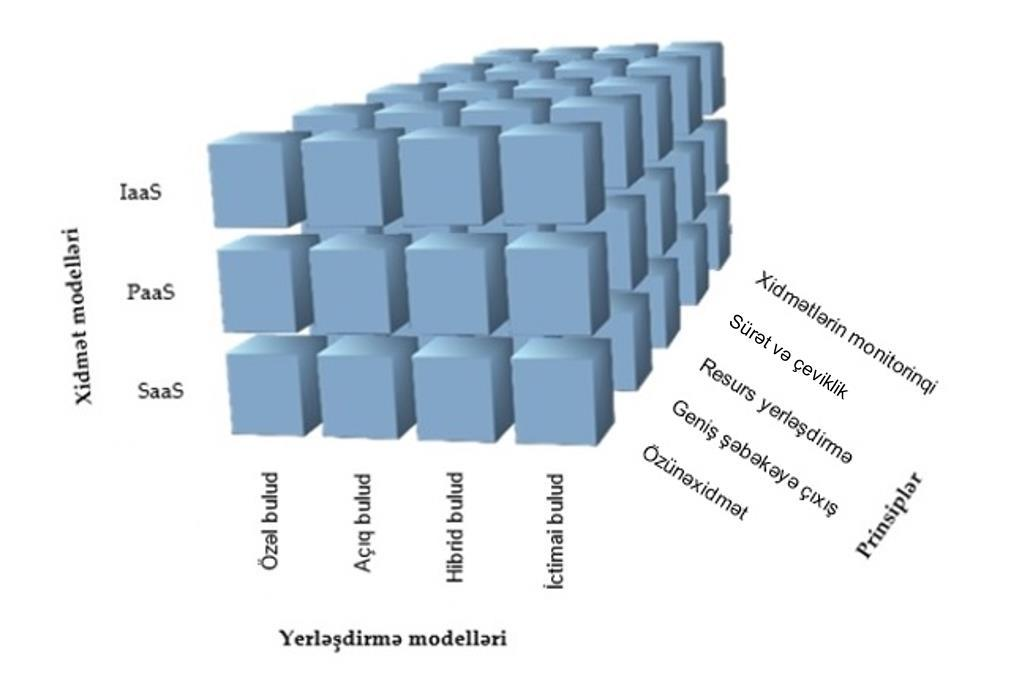 IaaS
PaaS
SaaS
Xidmət modelləri
Xidmətlərin monitorinqi
Sürət və çeviklik
Resurs yerləşdirmə
Geniş şəbəkəyə çıxış
Özünəxidmət
Prinsiplər
Özəl bulud
Açıq bulud
Hibrid bulud
İctimai bulud
Yerləşdirmə modelləri